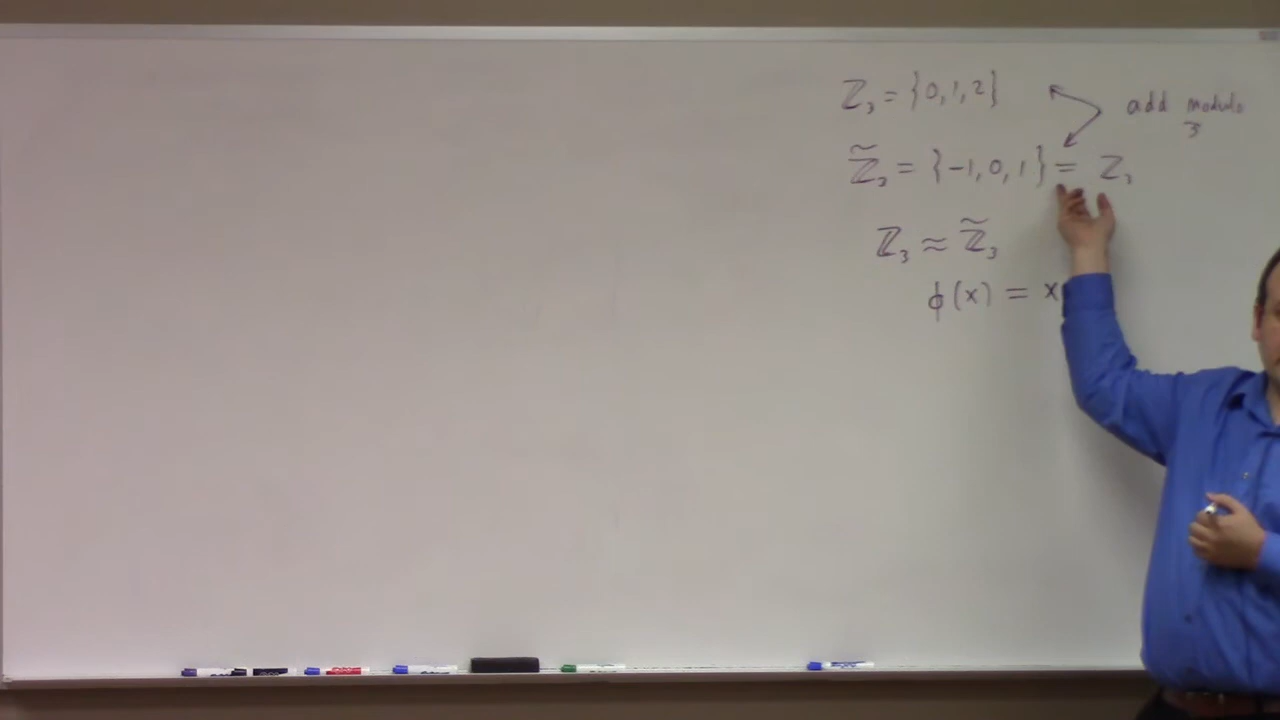 ℤ₃ = {0, 1, 2}
add modulo 3
ℤ̃₃ = {-1, 0, 1} = ℤ₃
ℤ₃ ≈ ℤ̃₃
ϕ(x) = x